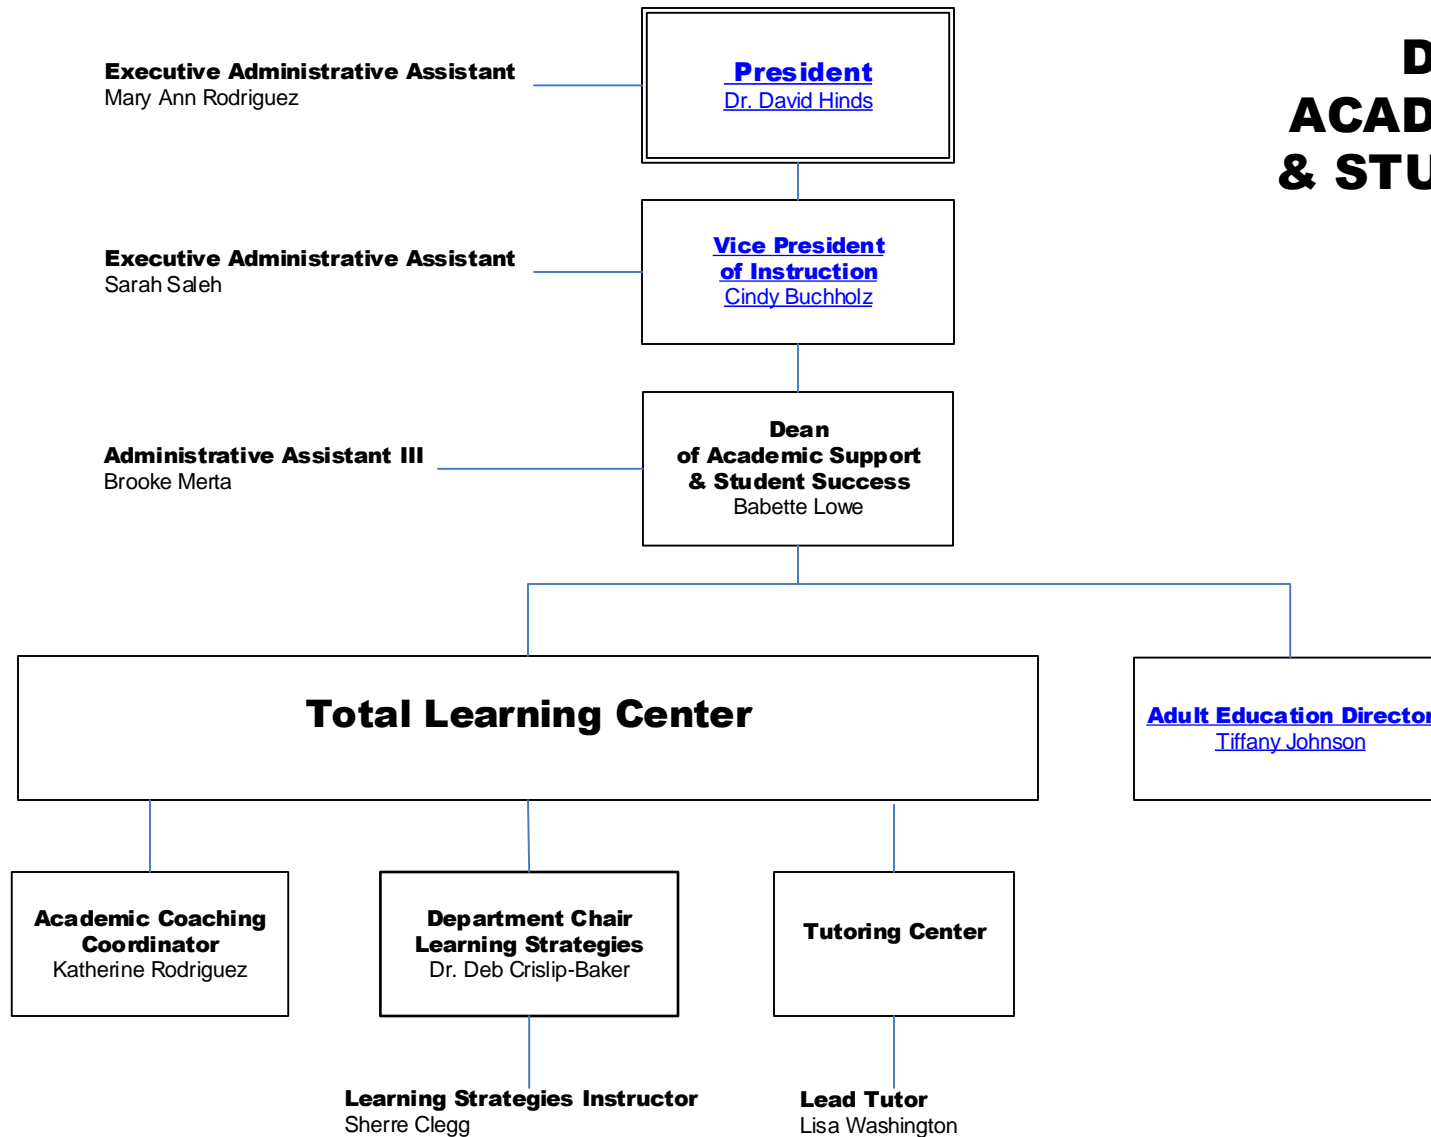 Executive Administrative Assistant
Mary Ann Rodriguez
President
Dr. David Hinds
ACAD
& STU
D
Executive Administrative Assistant
Sarah Saleh
Vice President
of Instruction
Cindy Buchholz
Administrative Assistant III
Brooke Merta
Dean
of Academic Support
& Student Success
Babette Lowe
Total Learning Center
Adult Education Director
Tiffany Johnson
Academic Coaching
Coordinator
Katherine Rodriguez
Department Chair
Learning Strategies
Dr. Deb Crislip-Baker
Tutoring Center
Learning Strategies Instructor
Sherre Clegg
Lead Tutor
Lisa Washington